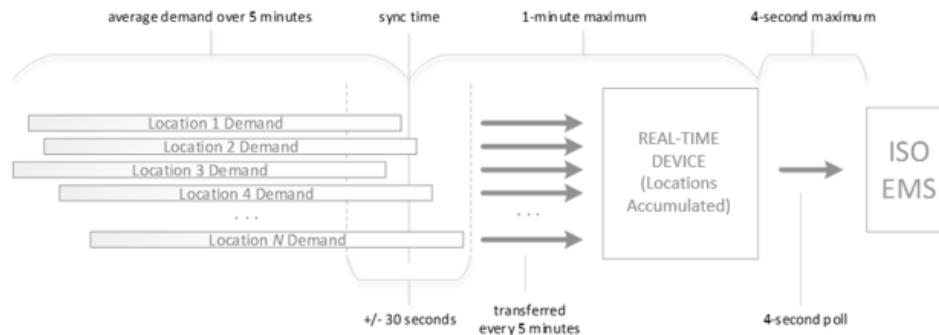 average demand over 5 minutes
sync time
1-minute maximum
4-second maximum
Location 1 Demand
Location 2 Demand
Location 3 Demand
Location 4 Demand
. . .
Location N Demand
. . .
REAL-TIME
DEVICE
(Locations
Accumulated)
ISO
EMS
+/- 30 seconds
transferred
every 5 minutes
4-second poll